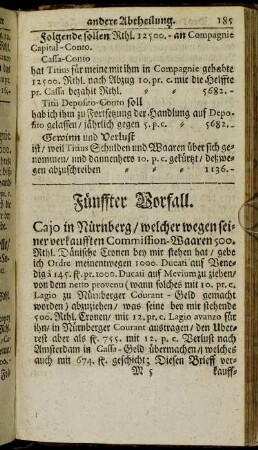 andere Abtheilung. 185
Folgende sollen Rthl. 12500. - an Compagnie
Capital-Conto.
Cassa-Conto
hat Titius für meine mit ihm in Compagnie gehabte
12500. Rthl. nach Abzug 10. pr. c. mit die Helffte
pr. Cassa bezahlt Rthl. 5682.-
Titii Deposito-Conto soll
hab ich ihm zu Fortsetzung der Handlung auf Depo-
sito gelassen / jährlich gegen 5. p. c. 5682.-
Gewinn und Verlust
ist / weil Titius Schulden und Waaren über sich ge-
nommen / und dannenhero 10. p. c. gekürtzt / deßwe-
gen abzuschreiben 1136.-
Fünffter Vorfall.
Cajo in Nürnberg / welcher wegen sei-
ner verkaufften Commission-Waaren 500.
Rthl. Dänische Cronen bey mir stehen hat / gebe
ich Ordre meinentwegen 1000. Ducati auf Vene-
dig à 145. fl. pr. 1000. Ducati auf Mevium zu ziehen /
von dem netto provenu (wann solches mit 10. pr. c.
Lagio zu Nürnberger Courant-Geld gemacht
worden) abzuziehen / was seine bey mir stehende
500. Rthl. Cronen / mit 12. pr. c. Lagio avanzo für
ihn / in Nürnberger Courant austragen / den Uber-
rest aber als fl. 755. mit 12. p. c. Verlust nach
Amsterdam in Cassa-Geld übermachen / welches
auch mit 674. fl. geschicht; Diesen Brieff ver-
M 5 kauff-